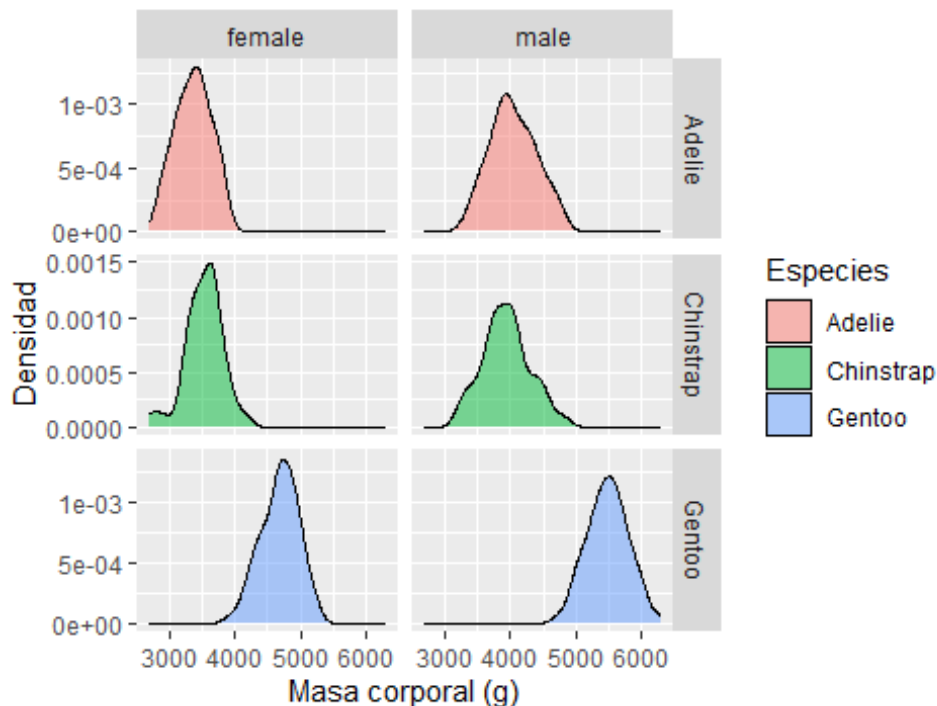 female
male
1e-03
5e-04
0e+00
Adelie
0.0015
0.0010
0.0005
0.0000
Chinstrap
1e-03
5e-04
0e+00
Gentoo
3000 4000 5000 6000
3000 4000 5000 6000
Masa corporal (g)
Densidad
Especies
Adelie
Chinstrap
Gentoo